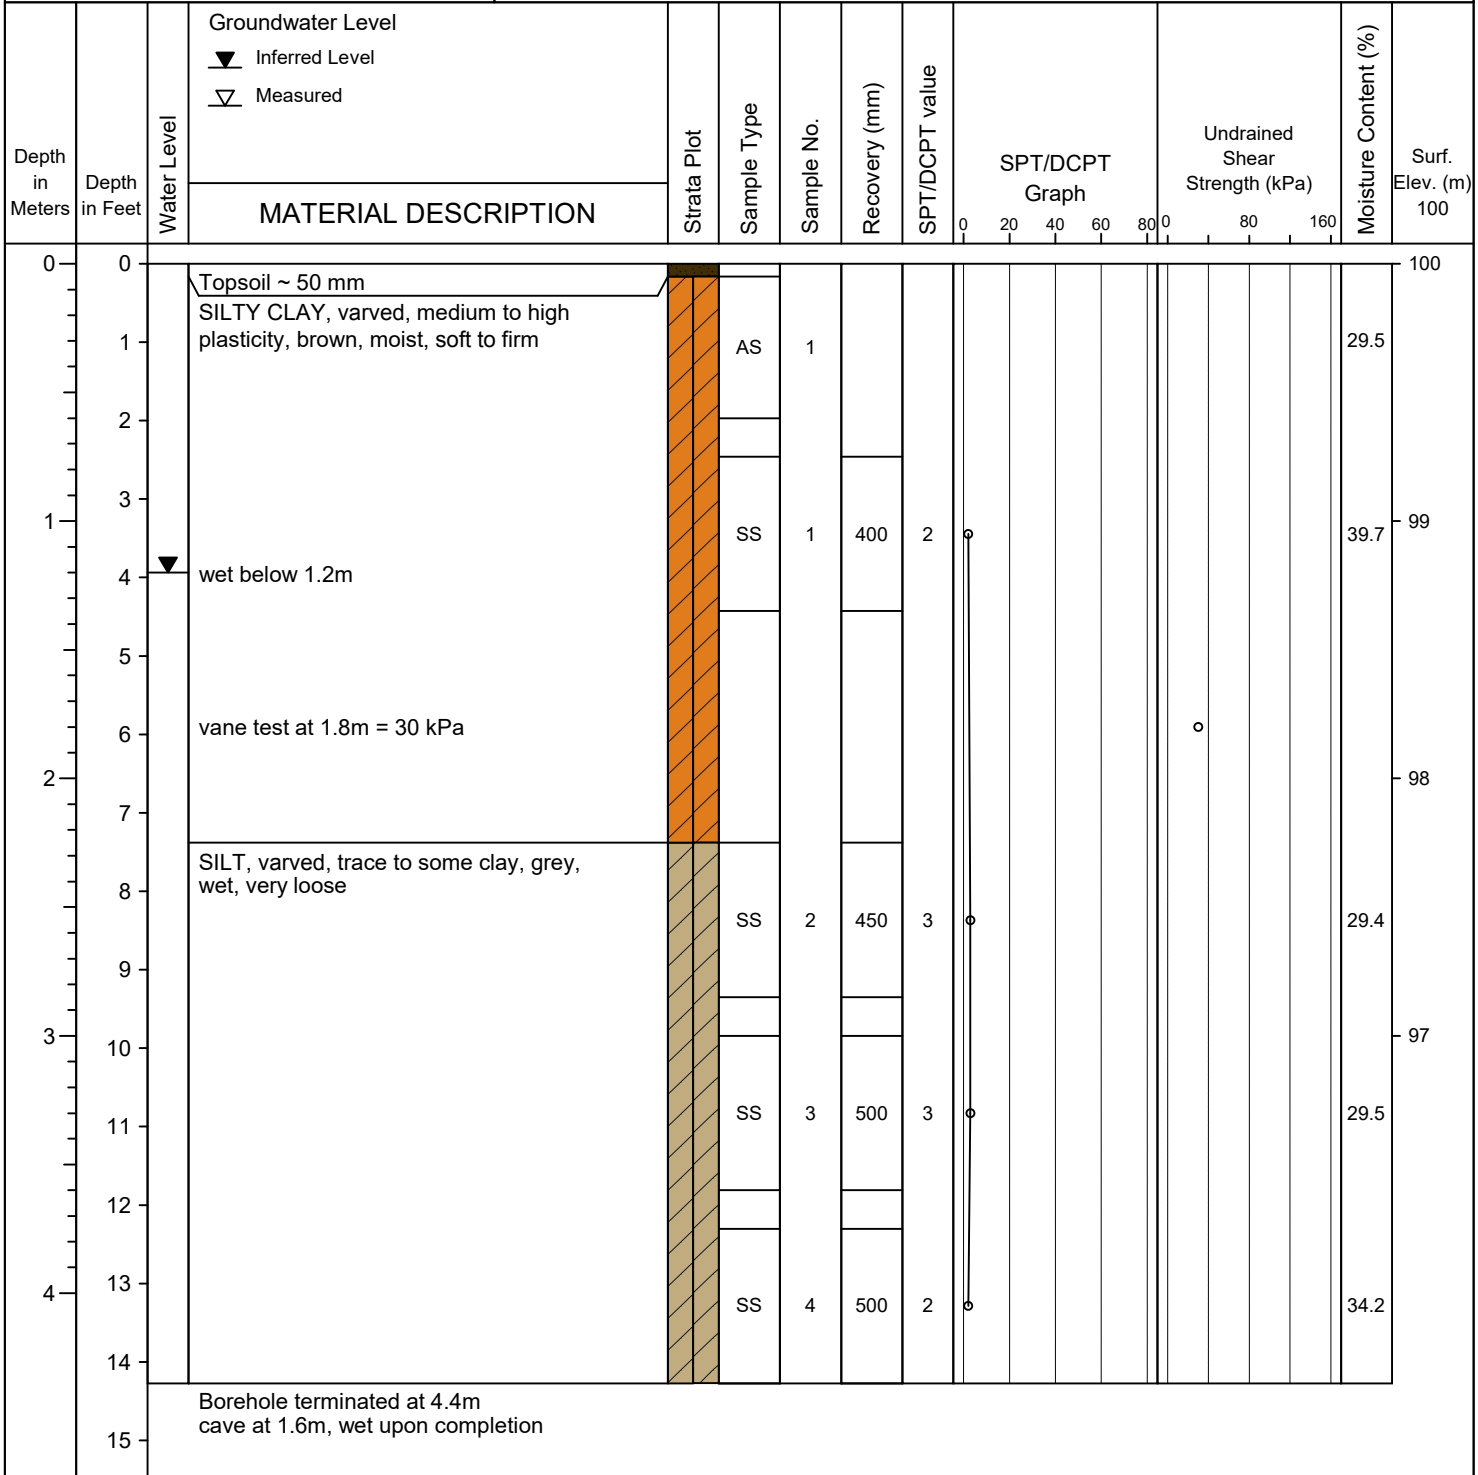 Groundwater Level
Inferred Level
Measured
Depth
in
Meters
Depth
in Feet
Water Level
MATERIAL DESCRIPTION
Strata Plot
Sample Type
Sample No.
Recovery (mm)
SPT/DCPT value
SPT/DCPT
Graph
0 20 40 60 80
Undrained
Shear
Strength (kPa)
0 80 160
Moisture Content (%)
Surf.
Elev. (m)
100
0 0 100
Topsoil ~ 50 mm
SILTY CLAY, varved, medium to high
plasticity, brown, moist, soft to firm
1 AS 1 29.5
2
3
1 99
SS 1 400 2 39.7
4 wet below 1.2m
5
vane test at 1.8m = 30 kPa
6
2 98
7
SILT, varved, trace to some clay, grey,
wet, very loose
8
SS 2 450 3 29.4
9
3 97
10
11 SS 3 500 3 29.5
12
13
4
SS 4 500 2 34.2
14
Borehole terminated at 4.4m
cave at 1.6m, wet upon completion
15